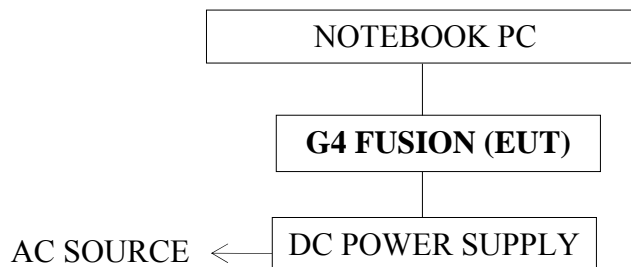 NOTEBOOK PC
G4 FUSION (EUT)
AC SOURCE
DC POWER SUPPLY